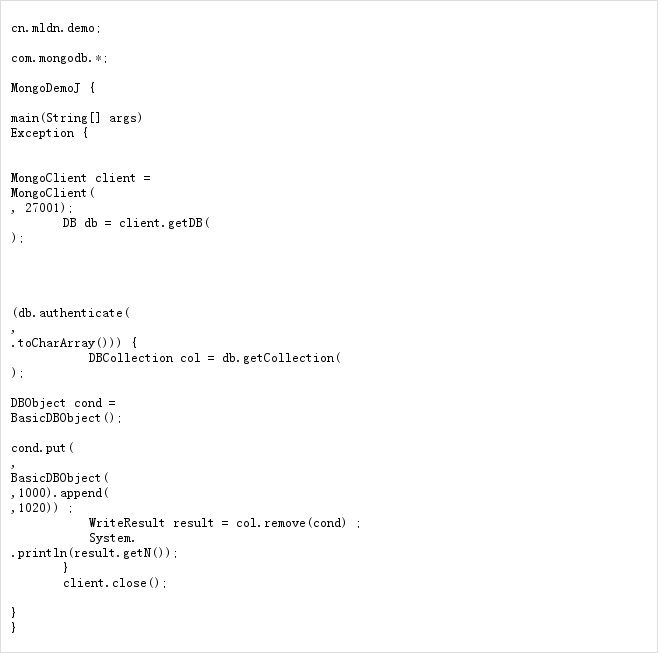 cn.mldn.demo;
com.mongodb.*;
MongoDemoJ {
main(String[] args)
Exception {
MongoClient client =
MongoClient(
, 27001);
DB db = client.getDB(
);
(db.authenticate(
,
.toCharArray())) {
DBCollection col = db.getCollection(
);
DBObject cond =
BasicDBObject();
cond.put(
,
BasicDBObject(
,1000).append(
,1020)) ;
WriteResult result = col.remove(cond) ;
System.
.println(result.getN());
}
client.close();
}
}